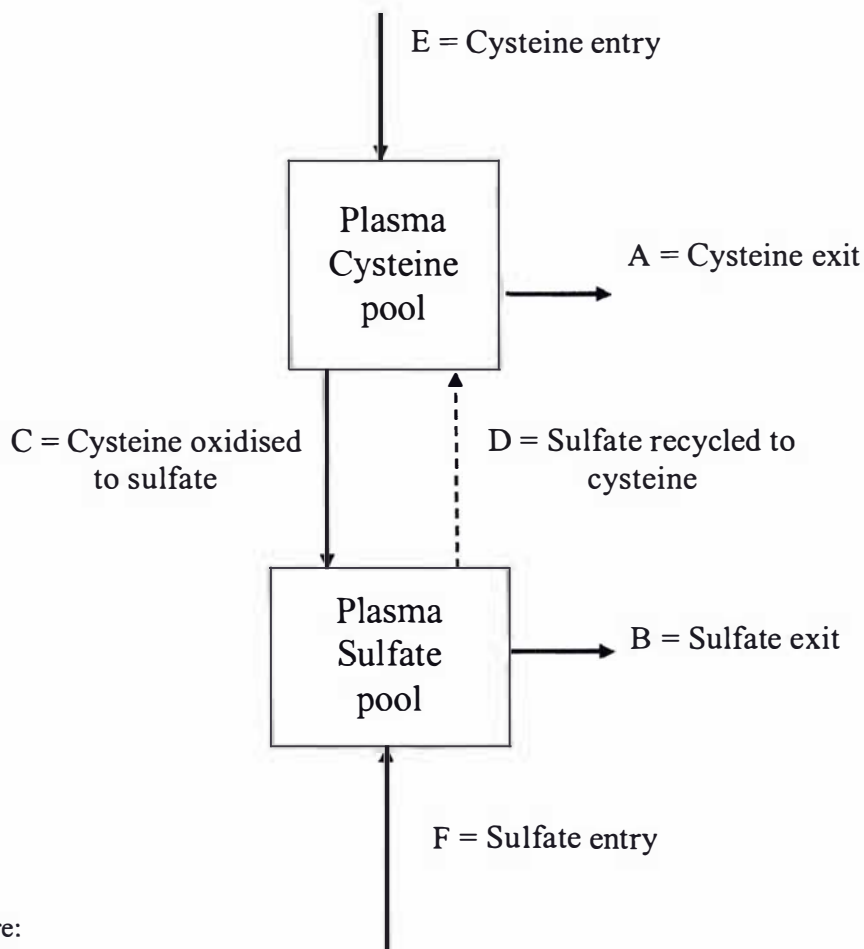 E = Cysteine entry
Plasma
Cysteine
pool
A = Cysteine exit
C = Cysteine oxidised
to sulfate
D = Sulfate recycled to
cysteine
Plasma
Sulfate
pool
B = Sulfate exit
F = Sulfate entry